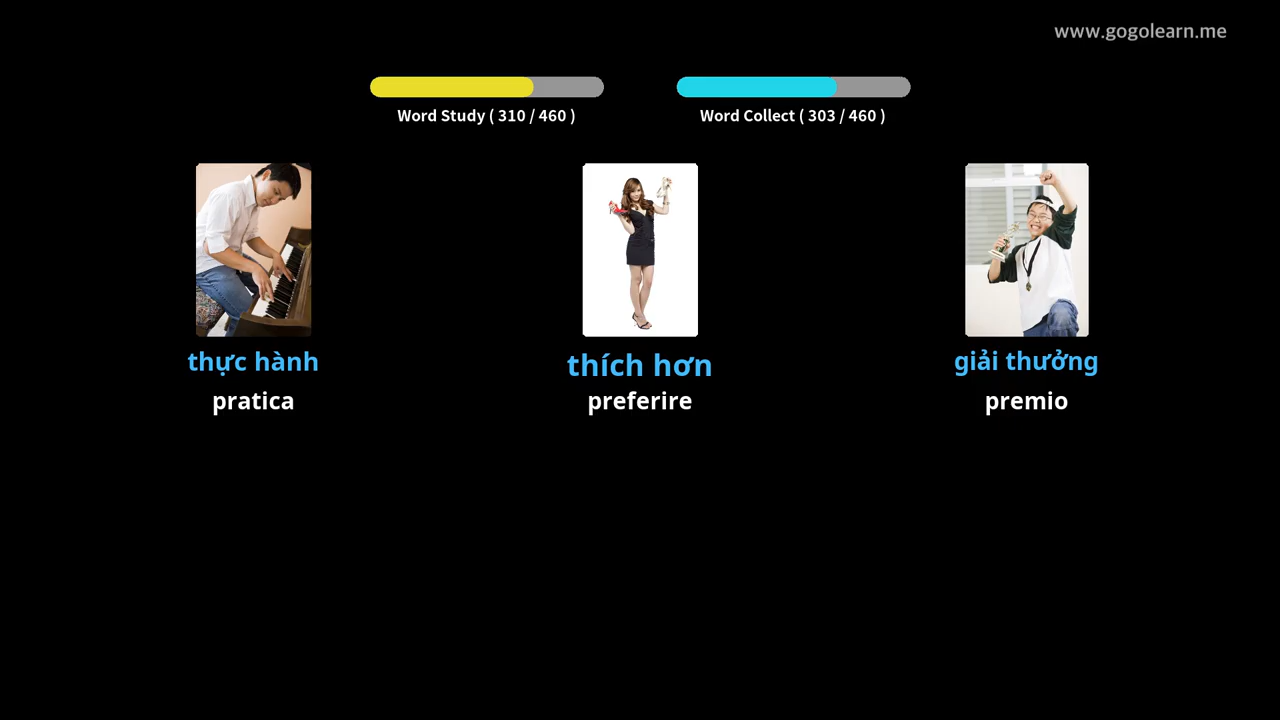 www.gogolearn.me
Word Study ( 310 / 460 )
Word Collect ( 303 / 460 )
thực hành
thích hơn
giải thưởng
pratica
preferire
premio